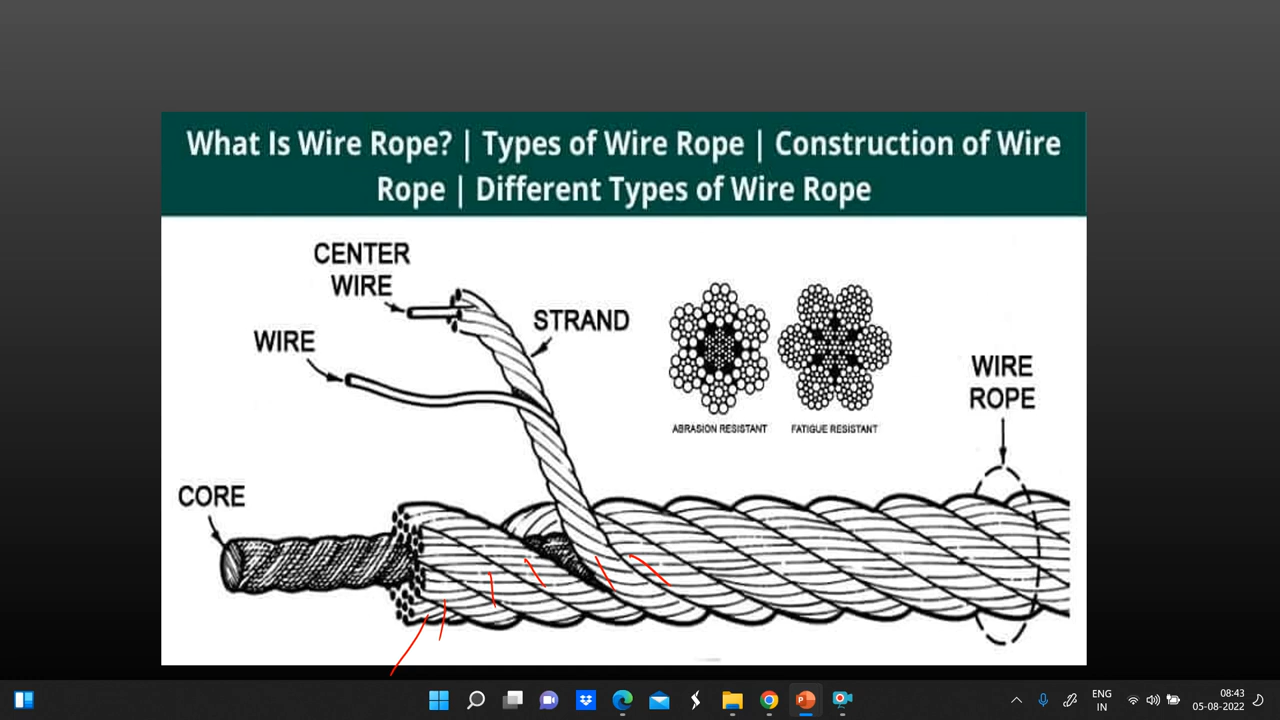 What Is Wire Rope? | Types of Wire Rope | Construction of Wire
Rope | Different Types of Wire Rope
CENTER
WIRE
STRAND
WIRE
WIRE
ROPE
ABRASION RESISTANT
FATIGUE RESISTANT
CORE
ENG
IN
08:43
05-08-2022